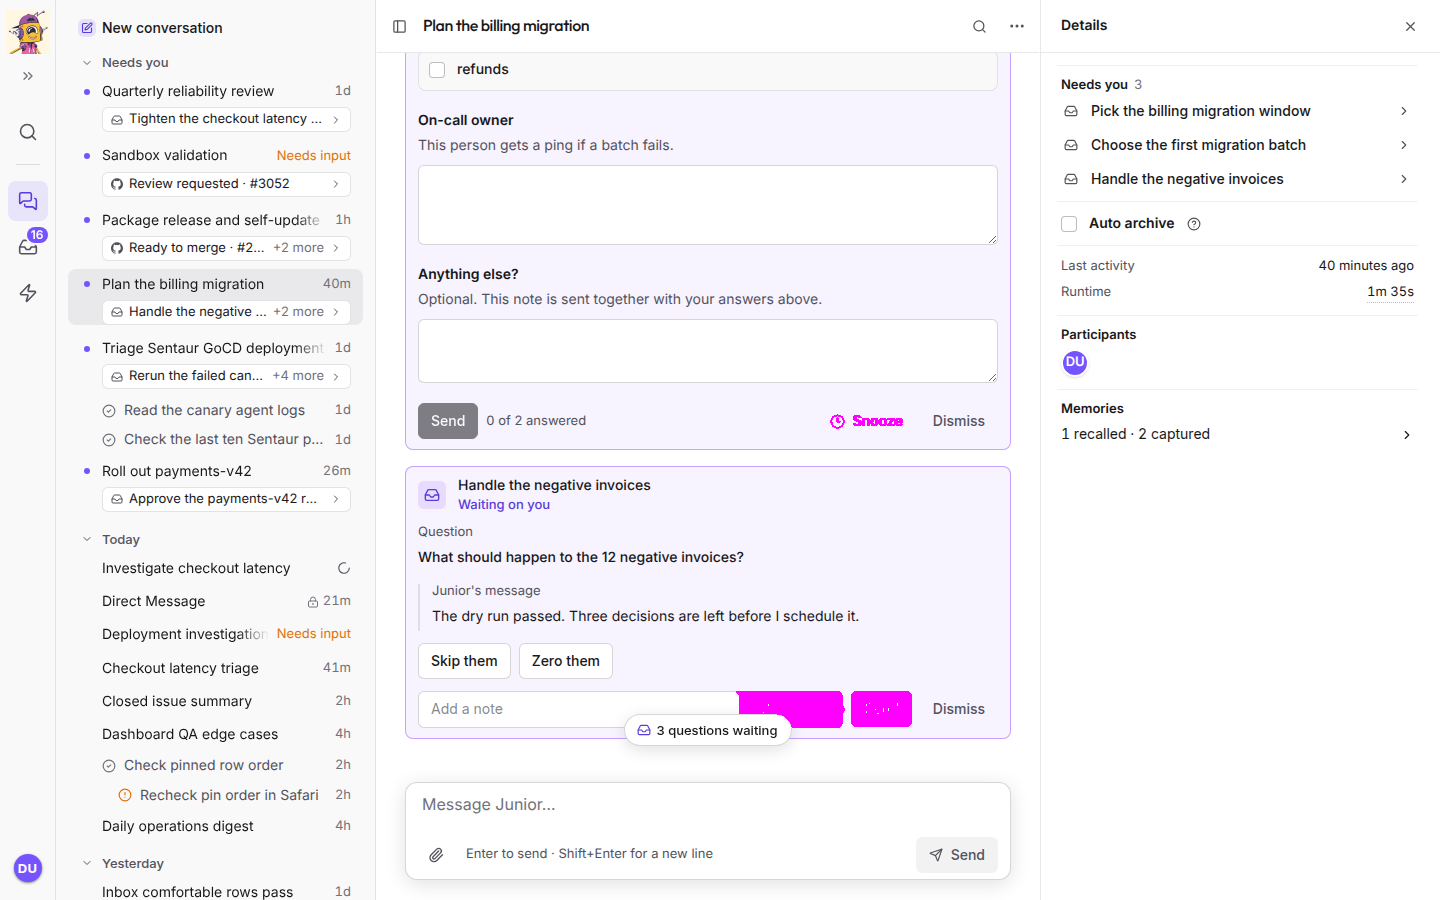 New conversation
Needs you
Quarterly reliability review 1d
Tighten the checkout latency ...
Sandbox validation Needs input
Review requested · #3052
Package release and self-update 1h
Ready to merge · #2... +2 more
Plan the billing migration 40m
Handle the negative ... +2 more
Triage Sentaur GoCD deployment 1d
Rerun the failed can... +4 more
Read the canary agent logs 1d
Check the last ten Sentaur p... 1d
Roll out payments-v42 26m
Approve the payments-v42 r...
Today
Investigate checkout latency
Direct Message 21m
Deployment investigation Needs input
Checkout latency triage 41m
Closed issue summary 2h
Dashboard QA edge cases 4h
Check pinned row order 2h
Recheck pin order in Safari 2h
Daily operations digest 4h
Yesterday
Inbox comfortable rows pass 1d
16
DU
Plan the billing migration
refunds
On-call owner
This person gets a ping if a batch fails.
Anything else?
Optional. This note is sent together with your answers above.
Send 0 of 2 answered Snooze Dismiss
Handle the negative invoices
Waiting on you
Question
What should happen to the 12 negative invoices?
Junior's message
The dry run passed. Three decisions are left before I schedule it.
Skip them Zero them
Add a note Dismiss
3 questions waiting
Message Junior...
Enter to send · Shift+Enter for a new line Send
Details
Needs you 3
Pick the billing migration window
Choose the first migration batch
Handle the negative invoices
Auto archive
Last activity 40 minutes ago
Runtime 1m 35s
Participants
DU
Memories
1 recalled · 2 captured